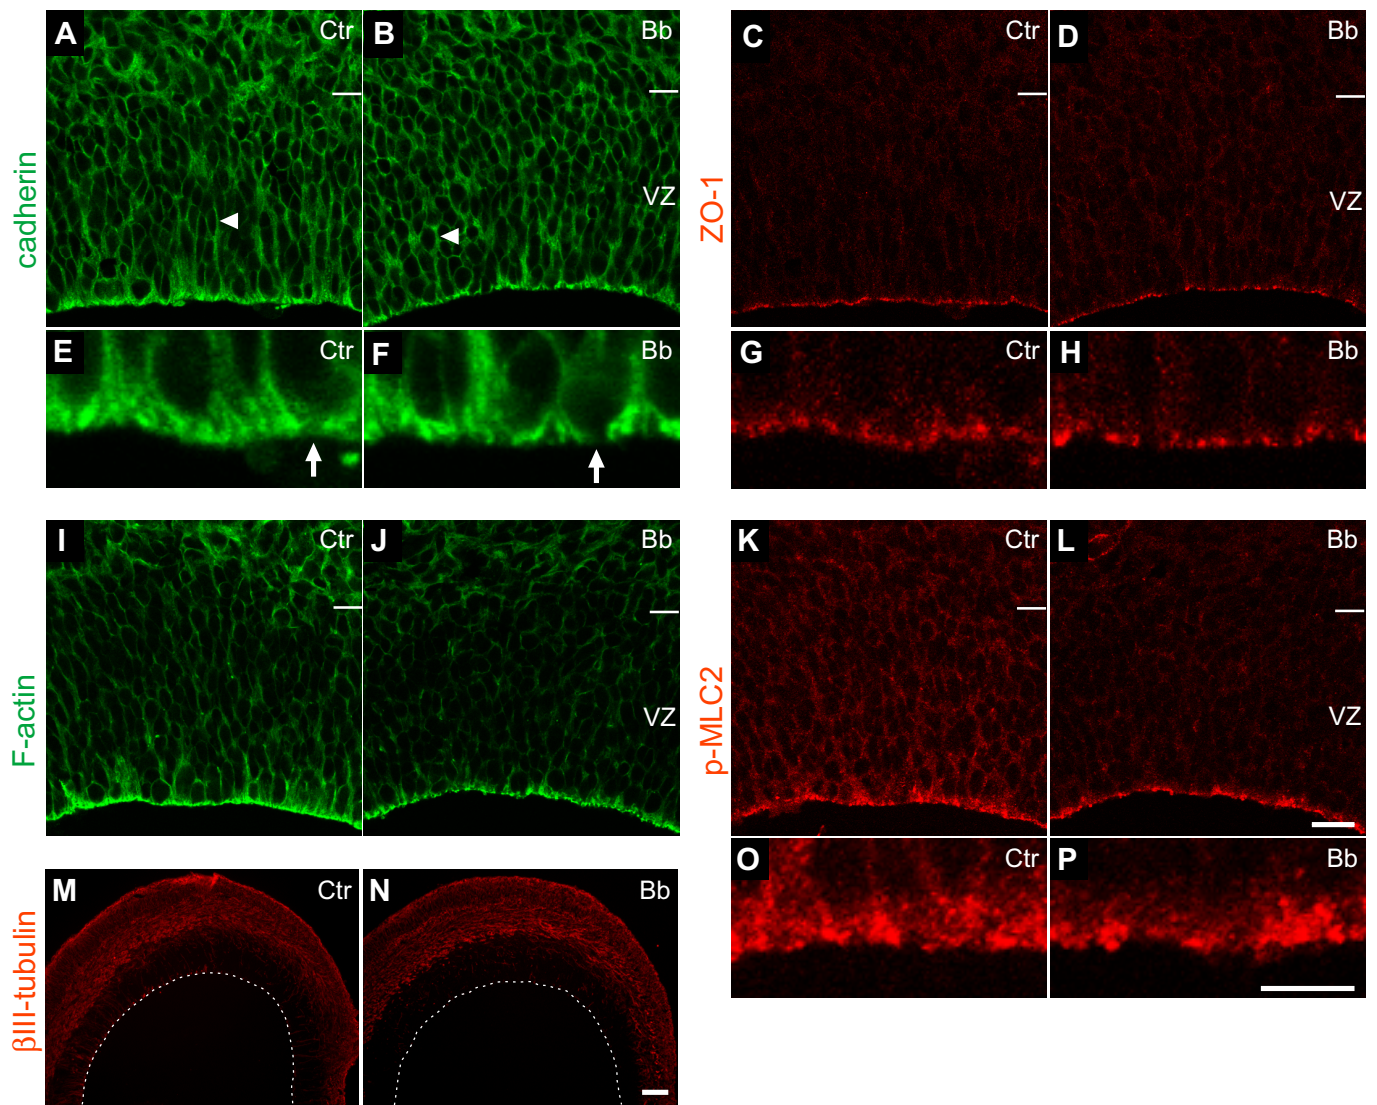 A Ctr B Bb
cadherin
VZ
C Ctr D Bb
ZO-1
VZ
E Ctr F Bb
G Ctr H Bb
I Ctr J Bb
F-actin
VZ
K Ctr L Bb
p-MLC2
VZ
M Ctr N Bb
βIII-tubulin
O Ctr P Bb